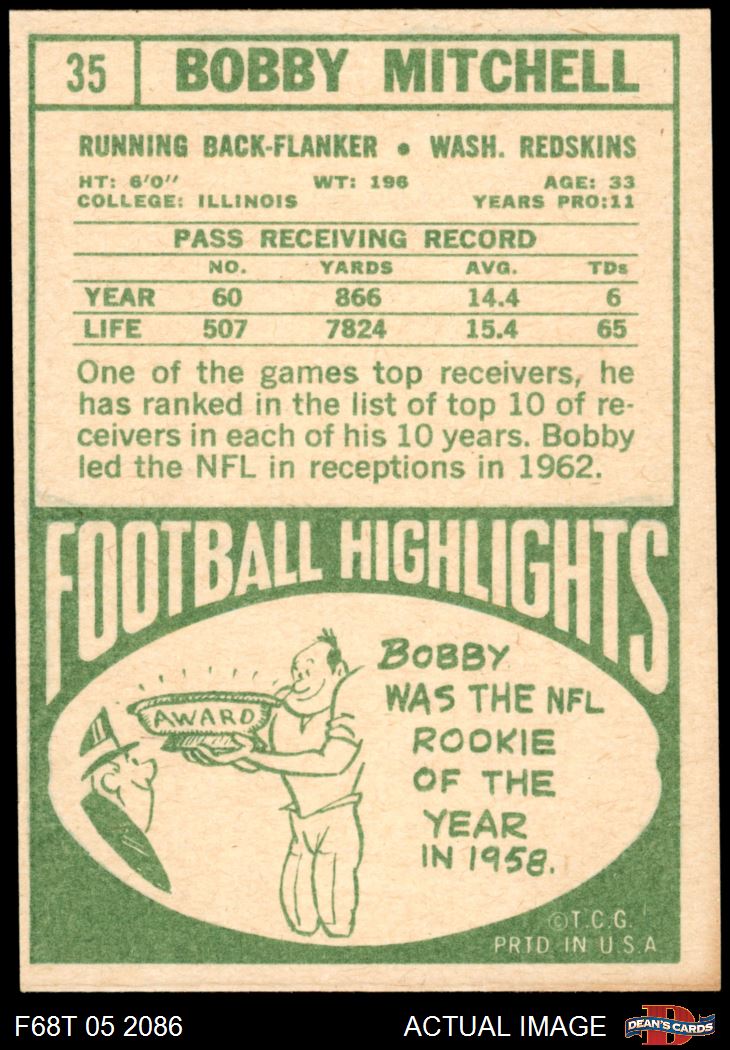 35 BOBBY MITCHELL
RUNNING BACK-FLANKER • WASH. REDSKINS
HT: 6'0" WT: 196 AGE: 33
COLLEGE: ILLINOIS YEARS PRO:11
PASS RECEIVING RECORD
NO. YARDS AVG. TDs
YEAR 60 866 14.4 6
LIFE 507 7824 15.4 65
One of the games top receivers, he
has ranked in the list of top 10 of re-
ceivers in each of his 10 years. Bobby
led the NFL in receptions in 1962.
FOOTBALL HIGHLIGHTS
AWARD
BOBBY
WAS THE NFL
ROOKIE
OF THE
YEAR
IN 1958.
©T.C.G.
PRTD. IN U.S.A.
F68T 05 2086 ACTUAL IMAGE D DEAN'S CARDS